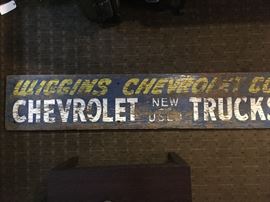 WIGGINS CHEVROLET CO
CHEVROLET NEW USED TRUCKS